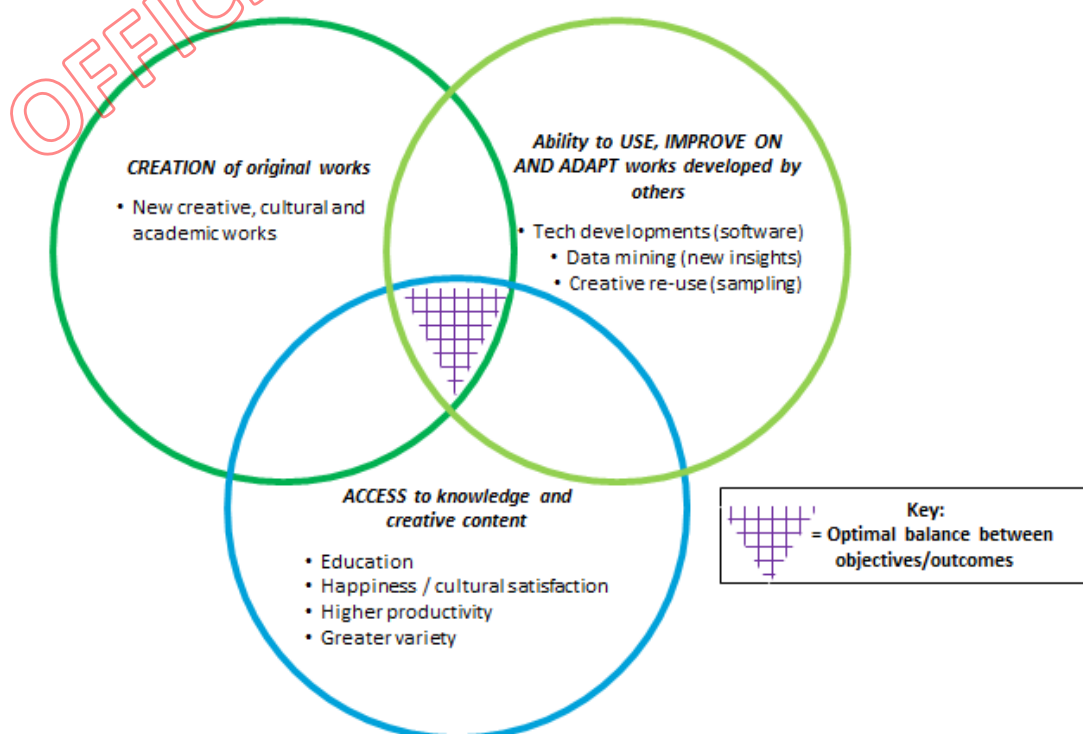 CREATION of original works
• New creative, cultural and
academic works
Ability to USE, IMPROVE ON
AND ADAPT works developed by
others
• Tech developments (software)
• Data mining (new insights)
• Creative re-use (sampling)
ACCESS to knowledge and
creative content
• Education
• Happiness / cultural satisfaction
• Higher productivity
• Greater variety
Key:
= Optimal balance between
objectives/outcomes